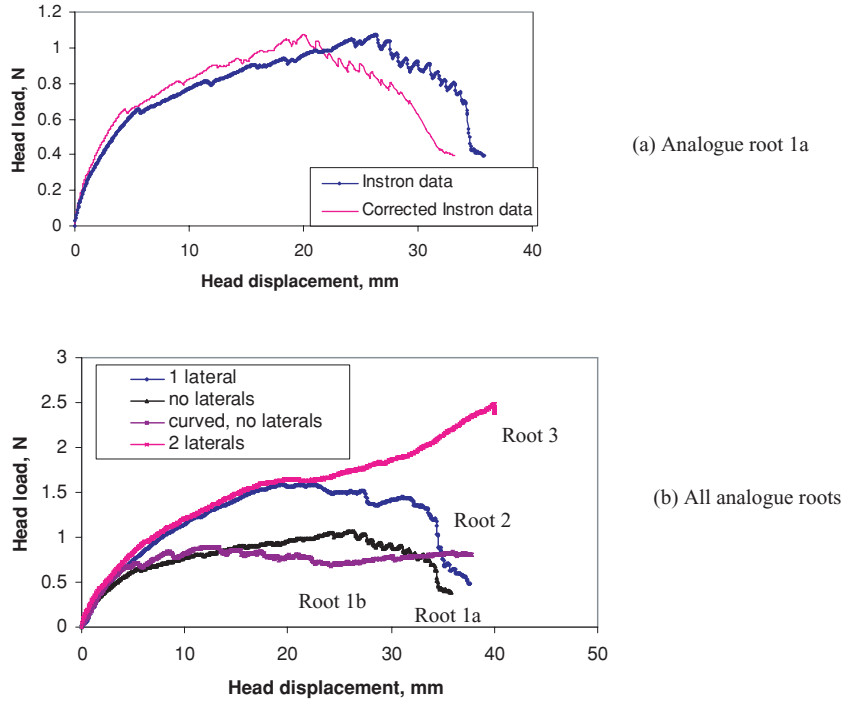 1.2
1
0.8
0.6
0.4
0.2
0
Head load, N
0 10 20 30 40
Head displacement, mm
Instron data
Corrected Instron data
(a) Analogue root 1a
3
2.5
2
1.5
1
0.5
0
Head load, N
0 10 20 30 40 50
Head displacement, mm
1 lateral
no laterals
curved, no laterals
2 laterals
Root 3
Root 2
Root 1b
Root 1a
(b) All analogue roots